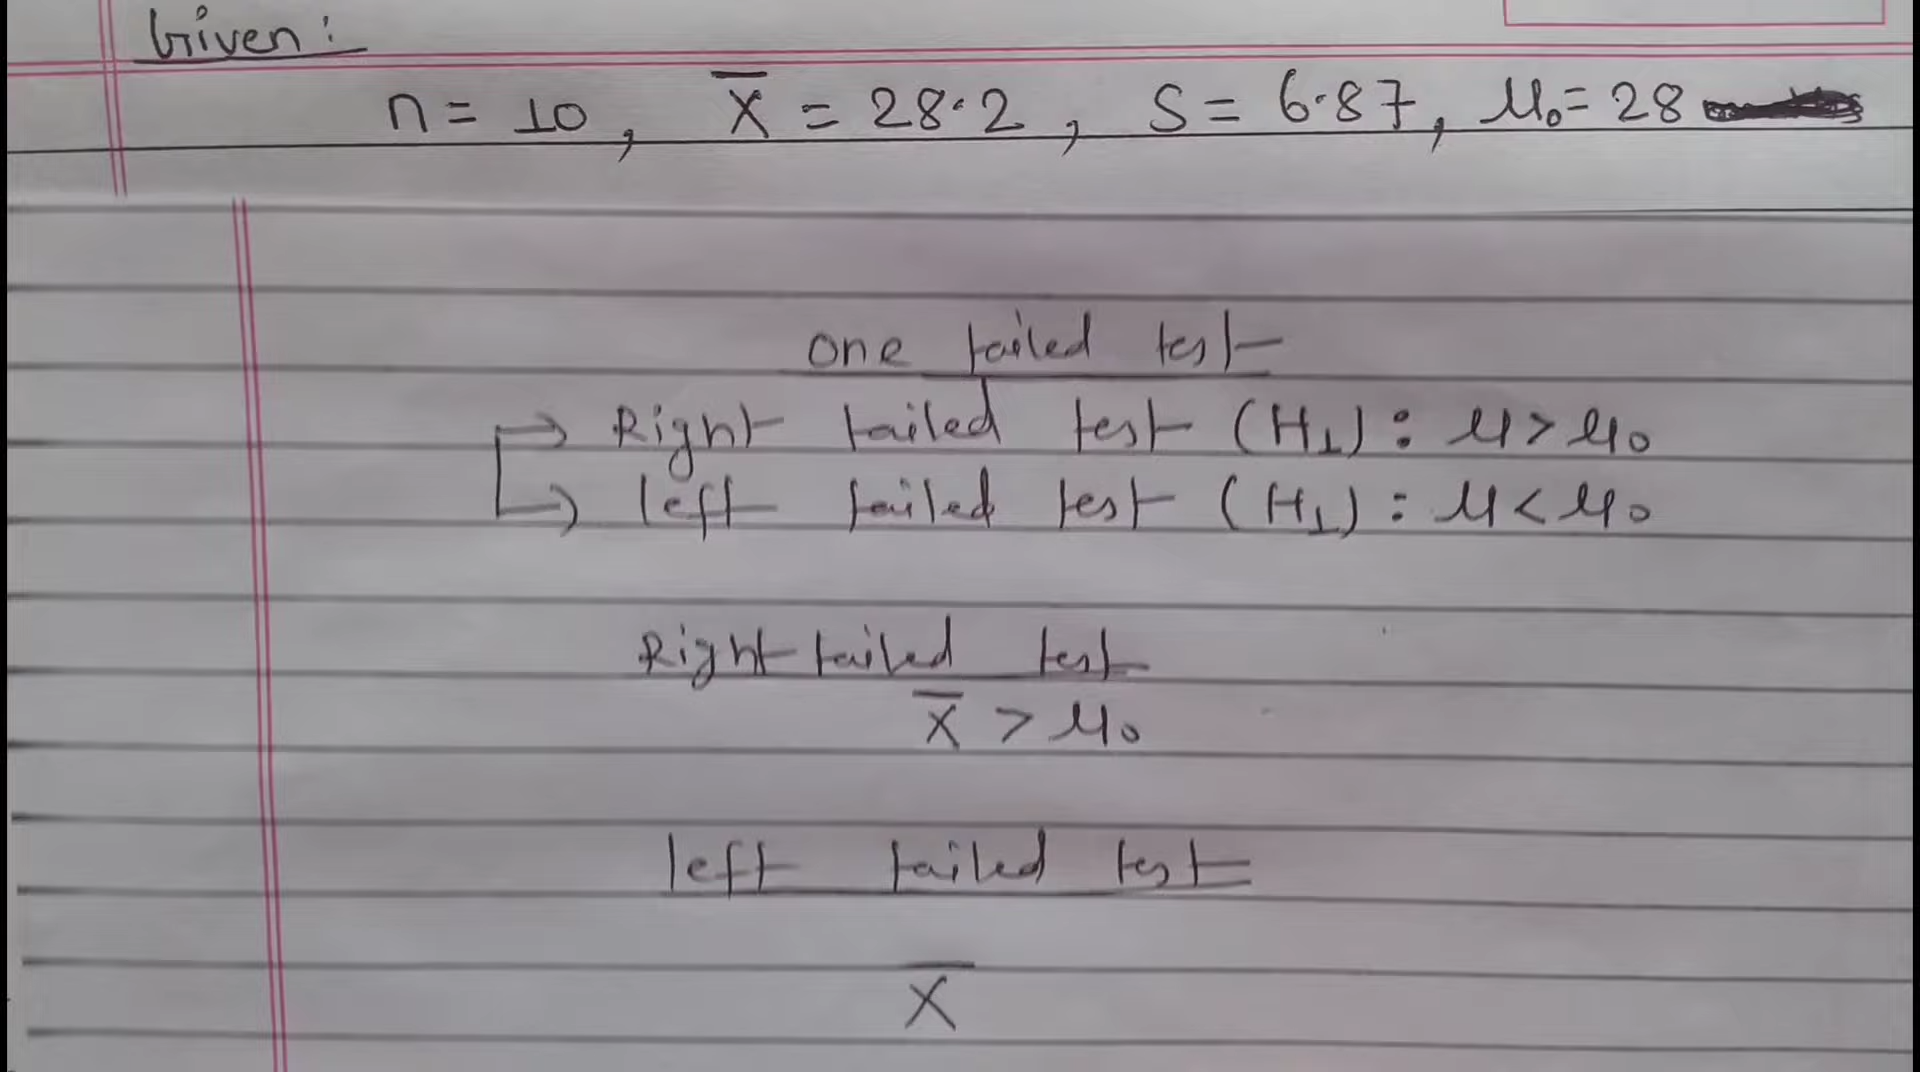 Given:
n = 10, X̄ = 28.2, S = 6.87, μ₀ = 28
one tailed test
→ Right tailed test (H₁): μ > μ₀
→ left tailed test (H₁): μ < μ₀
Right tailed test
X̄ > μ₀
left tailed test
X̄